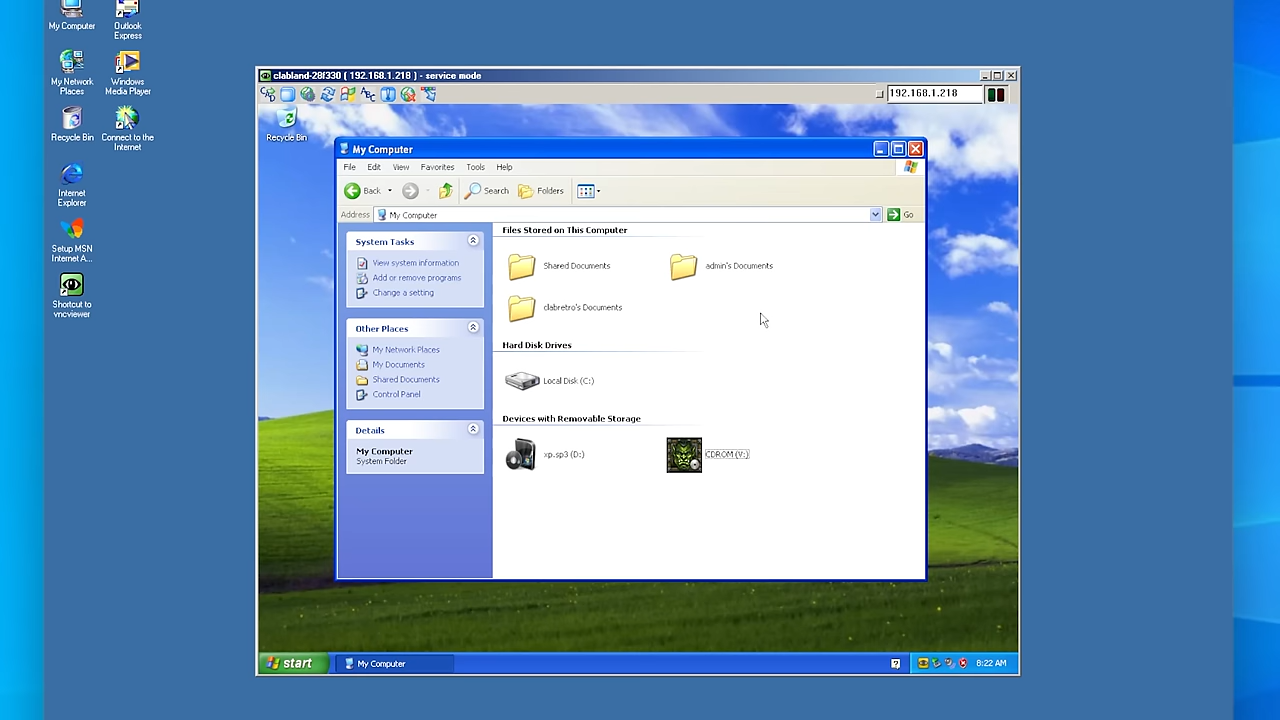 My Computer
Outlook
Express
My Network
Places
Windows
Media Player
Recycle Bin
Connect to the
Internet
Internet
Explorer
Setup MSN
Internet A...
Shortcut to
vncviewer
clabland-28f330 ( 192.168.1.218 ) - service mode
192.168.1.218
Recycle Bin
My Computer
File Edit View Favorites Tools Help
Back Search Folders
Address My Computer Go
System Tasks
View system information
Add or remove programs
Change a setting
Other Places
My Network Places
My Documents
Shared Documents
Control Panel
Details
My Computer
System Folder
Files Stored on This Computer
Shared Documents admin's Documents
clabretro's Documents
Hard Disk Drives
Local Disk (C:)
Devices with Removable Storage
xp.sp3 (D:) CDROM (V:)
start My Computer ? 8:22 AM